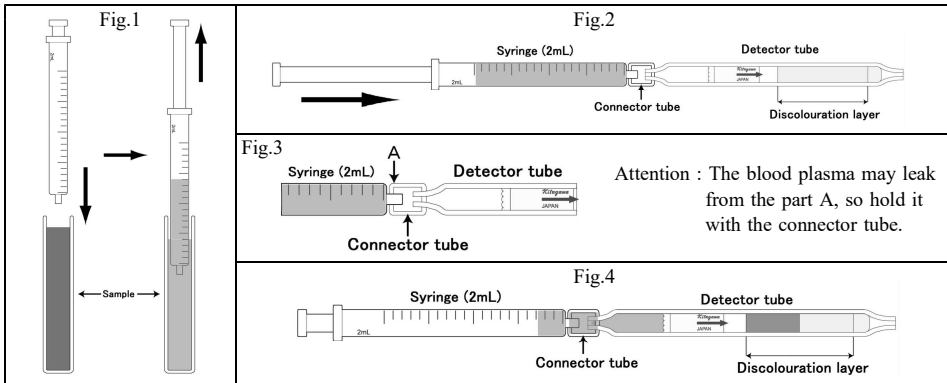 Fig.1
2mL
2mL
Sample
Fig.2
Syringe (2mL)
Detector tube
2mL
Kitagawa
JAPAN
Connector tube
Discolouration layer
Fig.3
A
Syringe (2mL)
Detector tube
Kitagawa
JAPAN
Connector tube
Attention : The blood plasma may leak
from the part A, so hold it
with the connector tube.
Fig.4
Syringe (2mL)
Detector tube
2mL
Kitagawa
JAPAN
Connector tube
Discolouration layer